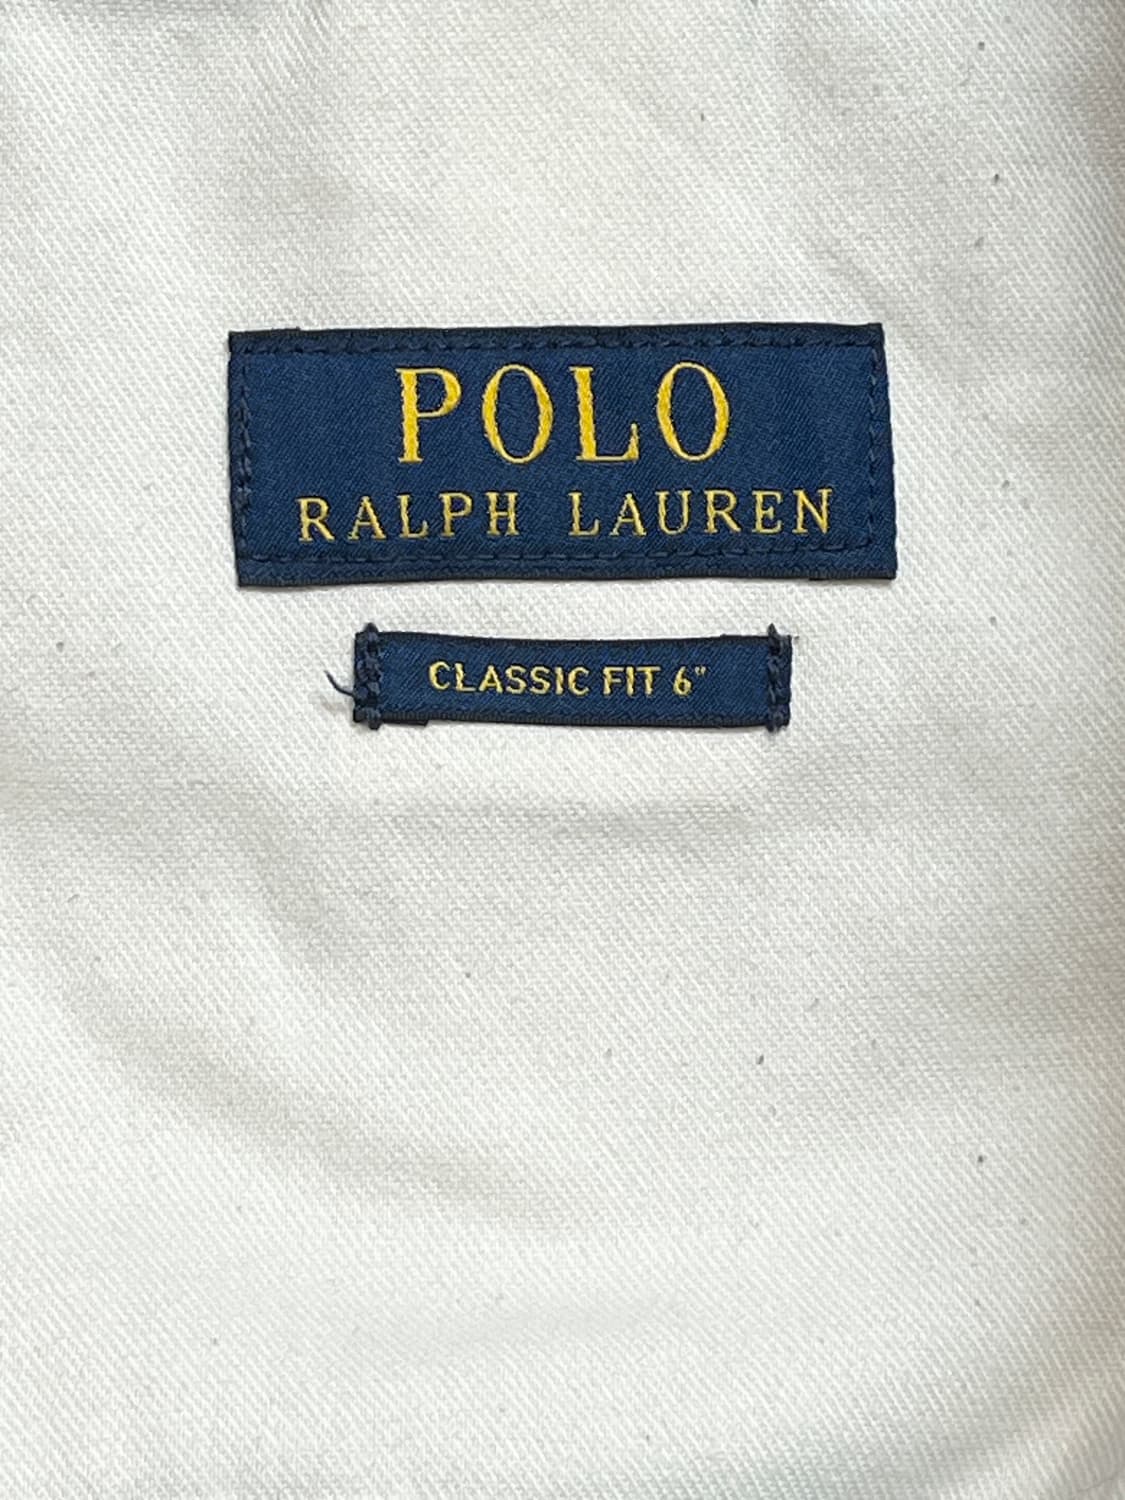 POLO
RALPH LAUREN
CLASSIC FIT 6"